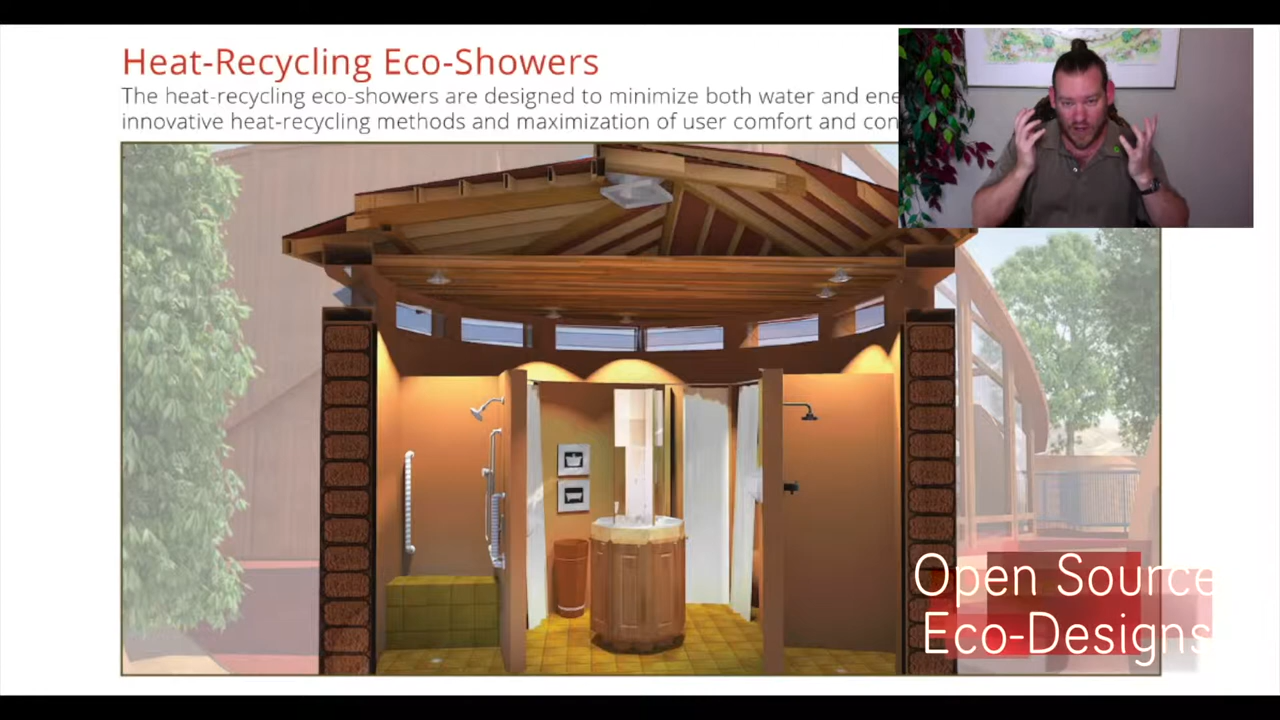 Heat-Recycling Eco-Showers
The heat-recycling eco-showers are designed to minimize both water and
innovative heat-recycling methods and maximization of user comfort and
Open Source
Eco-Designs